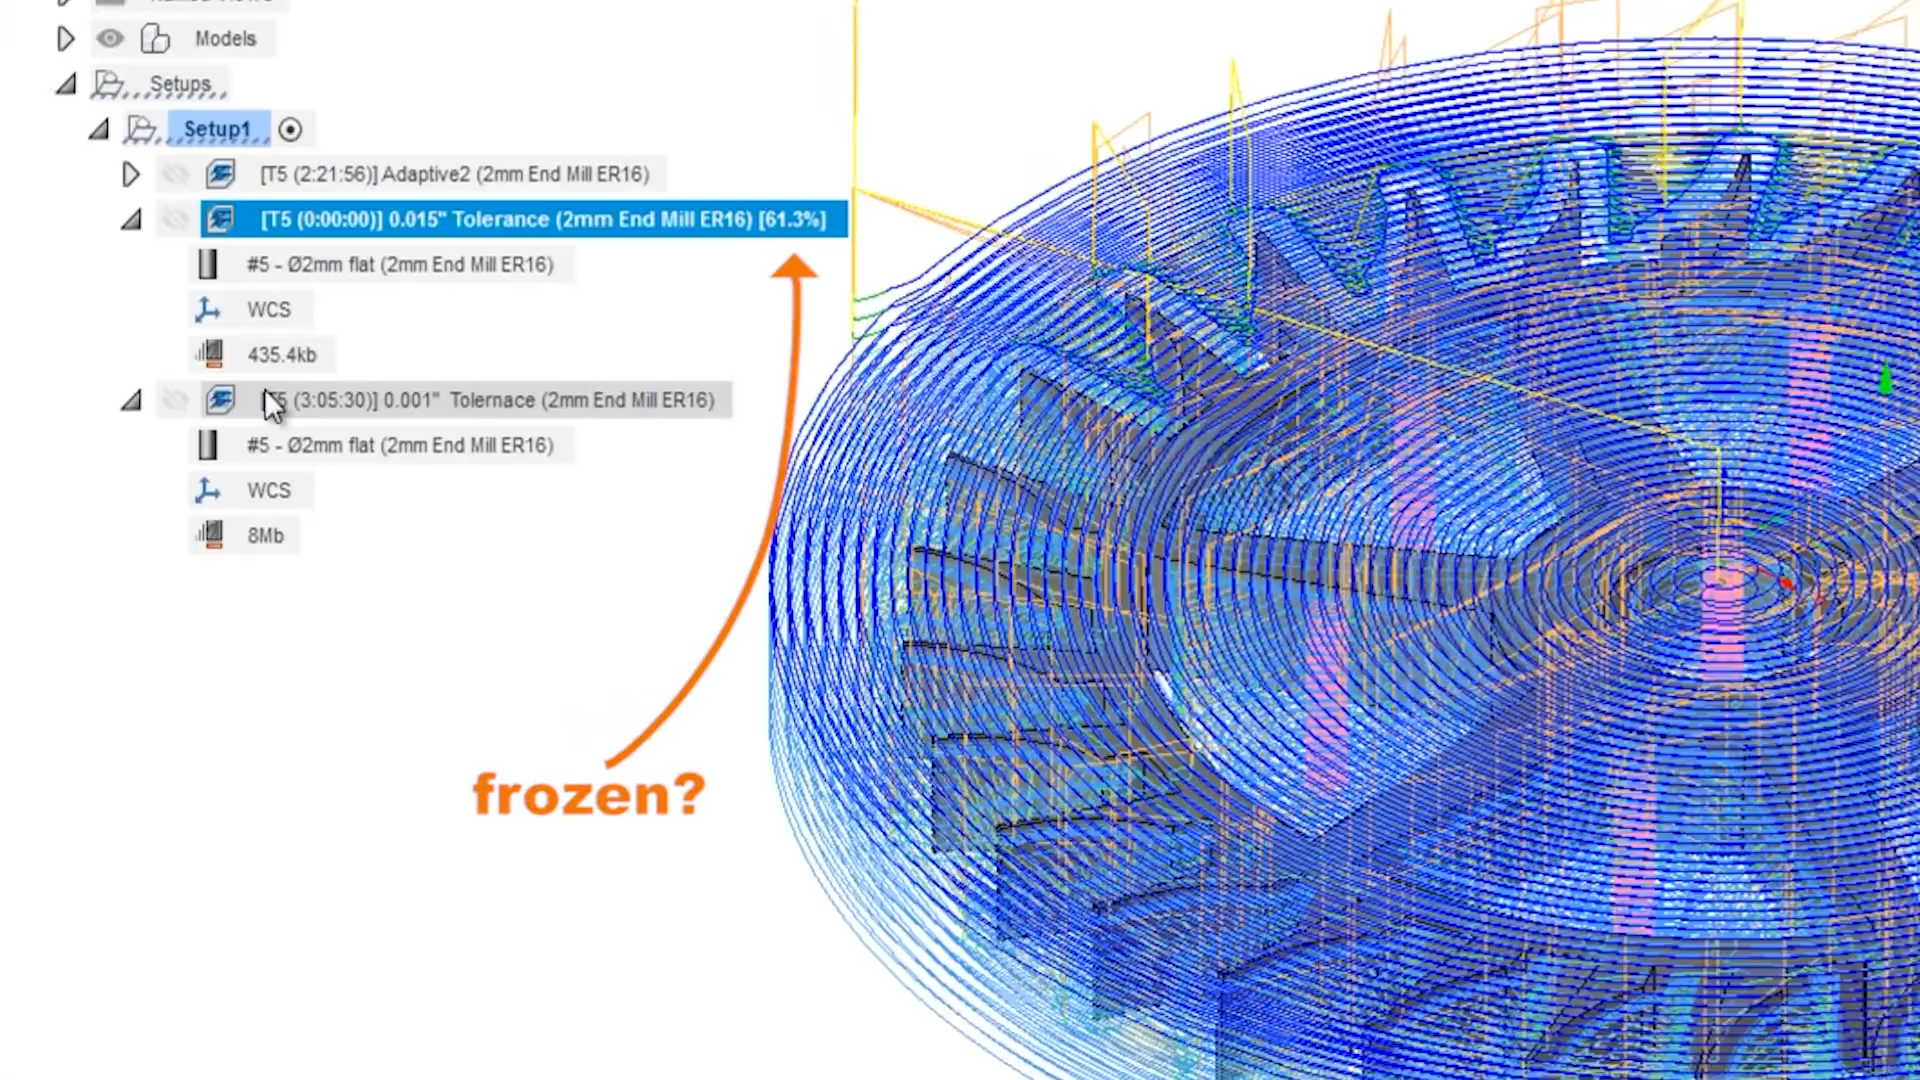 Models
Setups
Setup1
[T5 (2:21:56)] Adaptive2 (2mm End Mill ER16)
[T5 (0:00:00)] 0.015" Tolerance (2mm End Mill ER16) [61.3%]
#5 - Ø2mm flat (2mm End Mill ER16)
WCS
435.4kb
(3:05:30)] 0.001" Tolernace (2mm End Mill ER16)
#5 - Ø2mm flat (2mm End Mill ER16)
WCS
8Mb
frozen?